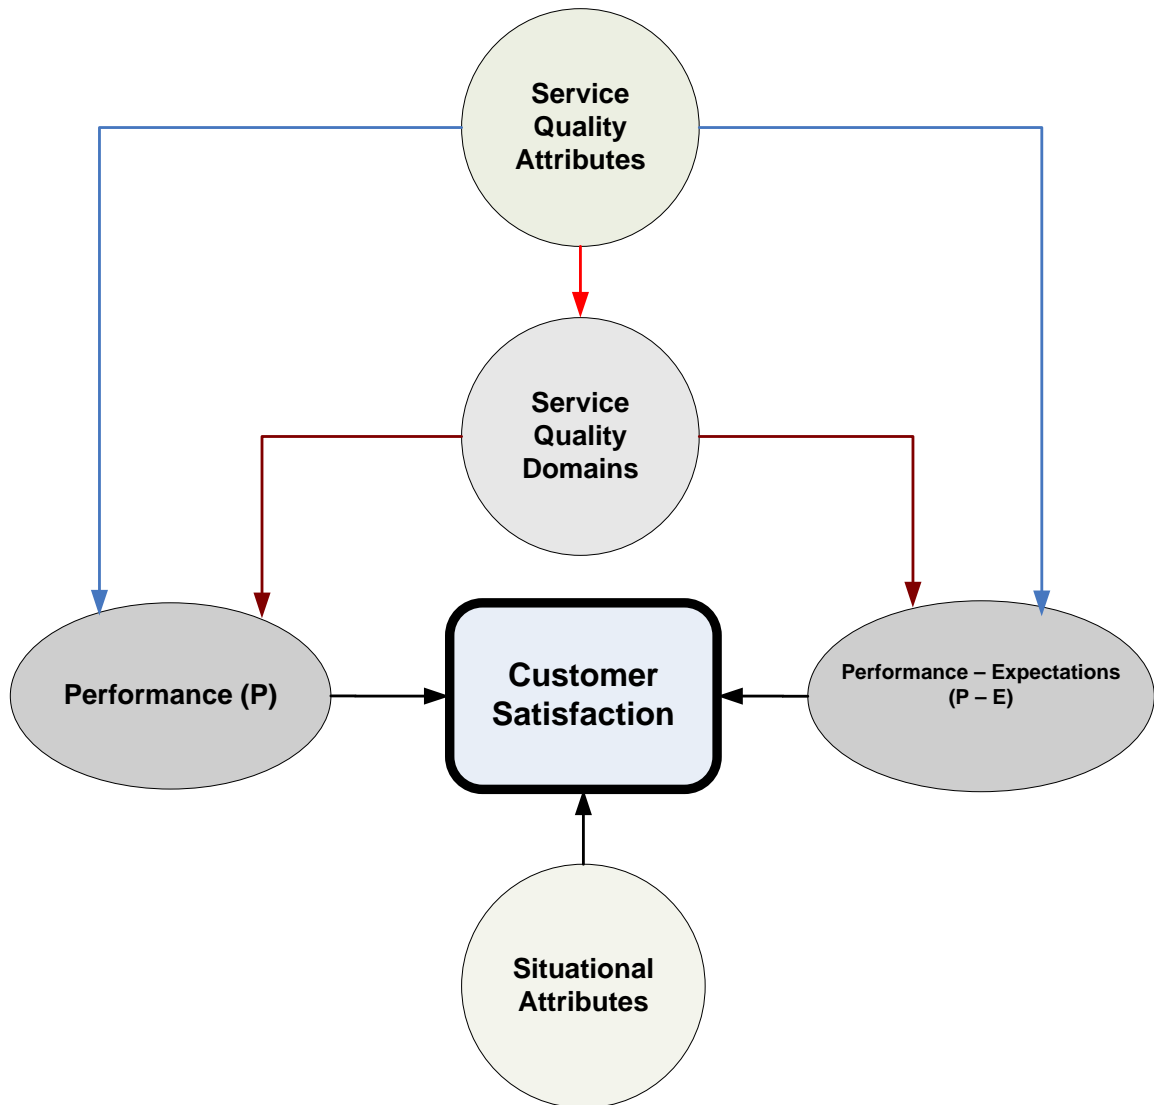 Service
Quality
Attributes
Service
Quality
Domains
Performance (P)
Customer
Satisfaction
Performance – Expectations
(P – E)
Situational
Attributes